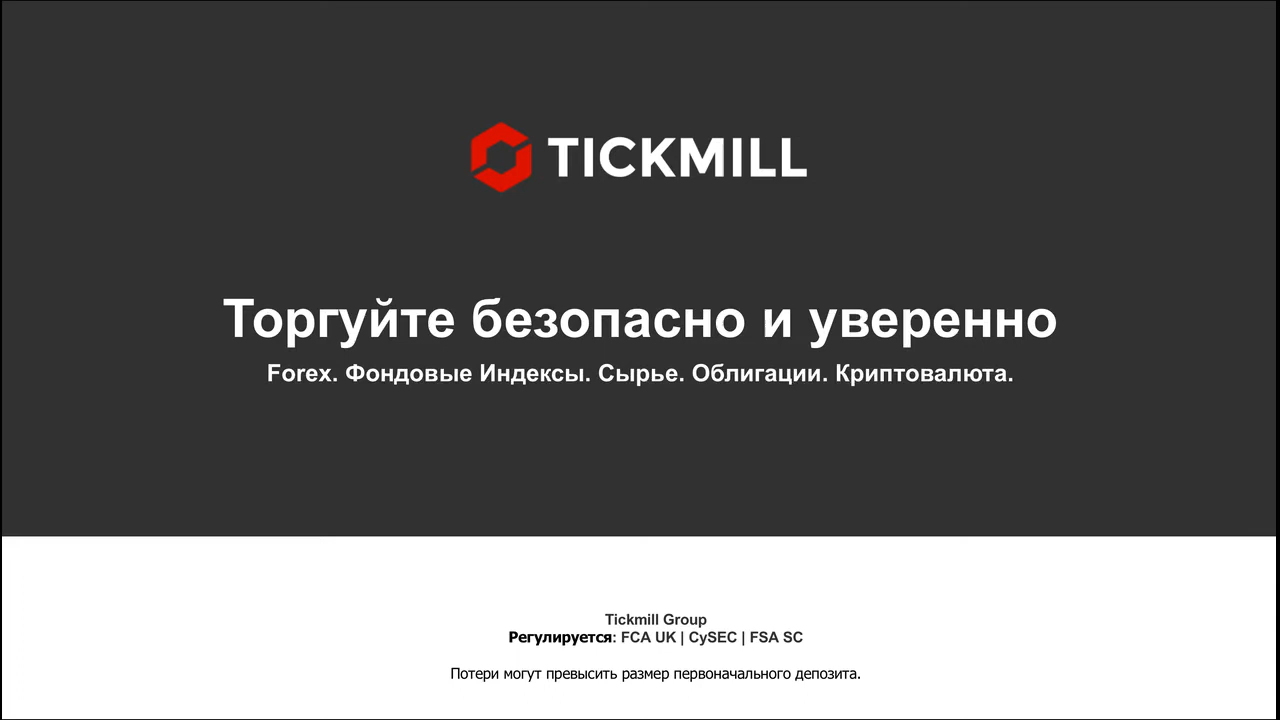 TICKMILL
Торгуйте безопасно и уверенно
Forex. Фондовые Индексы. Сырье. Облигации. Криптовалюта.
Tickmill Group
Регулируется: FCA UK | CySEC | FSA SC
Потери могут превысить размер первоначального депозита.